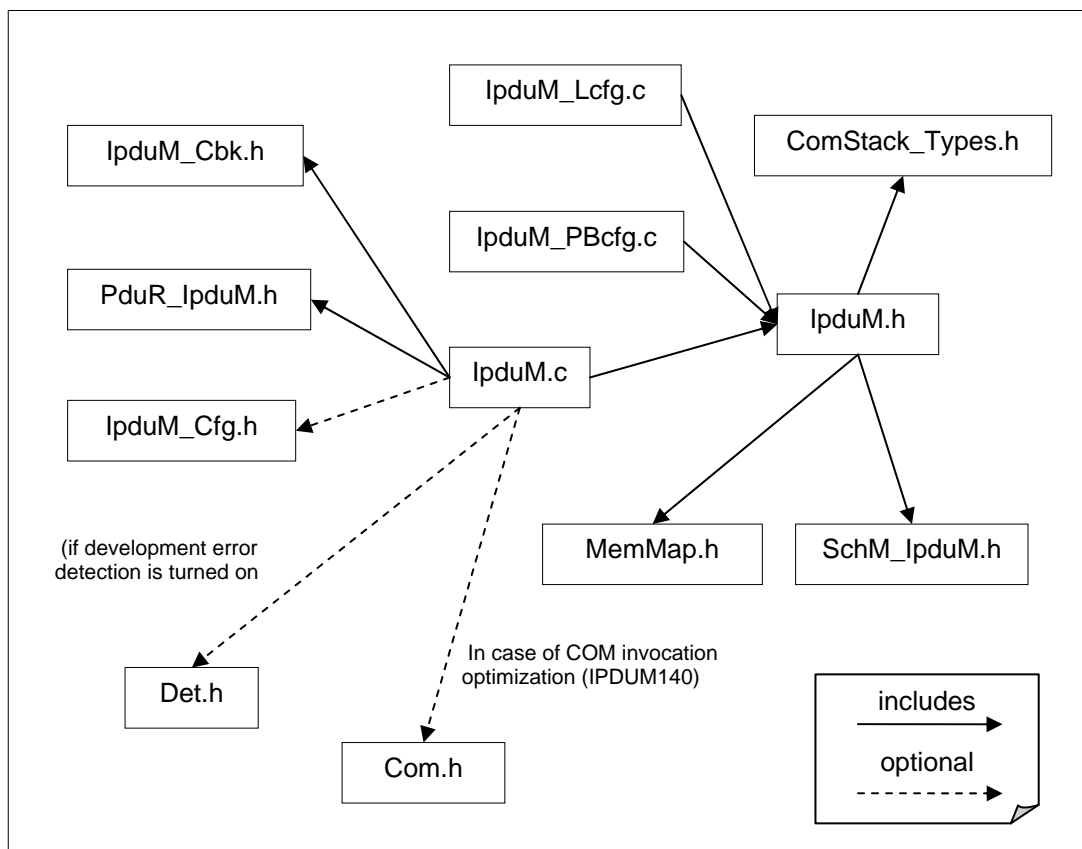 IpduM_Lcfg.c
IpduM_Cbk.h
ComStack_Types.h
IpduM_PBcfg.c
PduR_IpduM.h
IpduM.h
IpduM.c
IpduM_Cfg.h
(if development error
detection is turned on
MemMap.h
SchM_IpduM.h
In case of COM invocation
optimization (IPDUM140)
Det.h
Com.h
includes
optional